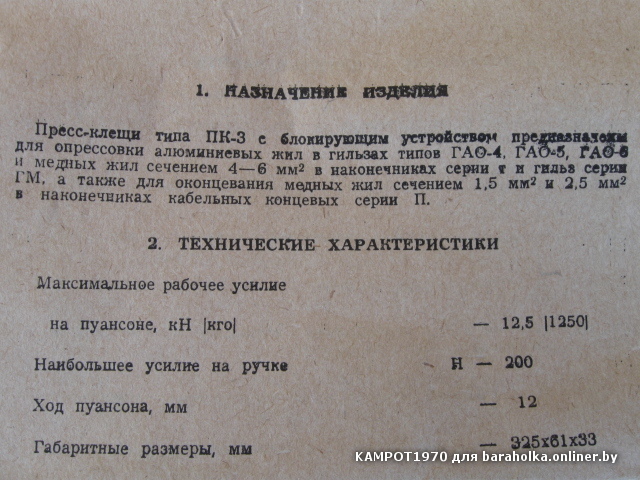 1. НАЗНАЧЕНИЕ ИЗДЕЛИЯ
Пресс-клещи типа ПК-3 с блокирующим устройством предназначены
для опрессовки алюминиевых жил в гильзах типов ГАО-4, ГАО-5, ГАО-6
и медных жил сечением 4—6 мм² в наконечниках серии т и гильз серии
ГМ, а также для оконцевания медных жил сечением 1,5 мм² и 2,5 мм²
в наконечниках кабельных концевых серии П.
2. ТЕХНИЧЕСКИЕ ХАРАКТЕРИСТИКИ
Максимальное рабочее усилие
на пуансоне, кН |кго| — 12,5 |1250|
Наибольшее усилие на ручке Н — 200
Ход пуансона, мм — 12
Габаритные размеры, мм — 325х61х33
KAMPOT1970 для baraholka.onliner.by